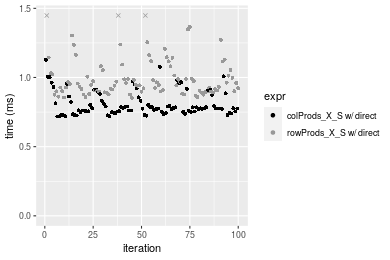 1.5
1.0
0.5
0.0
time (ms)
0
25
50
75
100
iteration
expr
colProds_X_S w/ direct
rowProds_X_S w/ direct